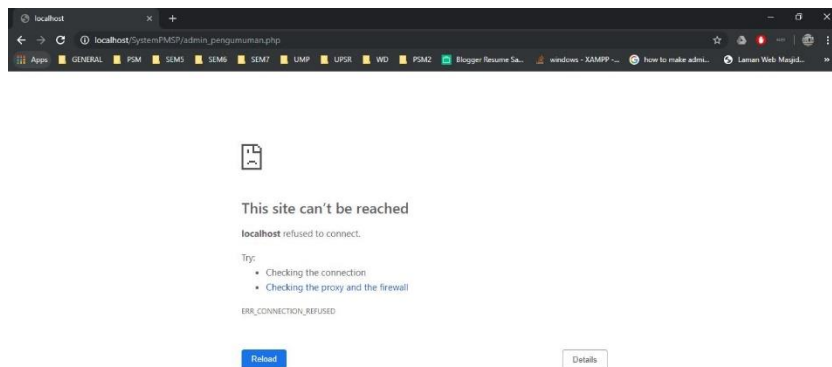 localhost
localhost/SystemPMSP/admin_pengumuman.php
Apps GENERAL PSM SEM5 SEM6 SEM7 UMP UPSR WD PSM2 Blogger Resume Sa... windows - XAMPP -... how to make admi... Laman Web Masjid...
This site can't be reached
localhost refused to connect.
Try:
Checking the connection
Checking the proxy and the firewall
ERR_CONNECTION_REFUSED
Reload Details